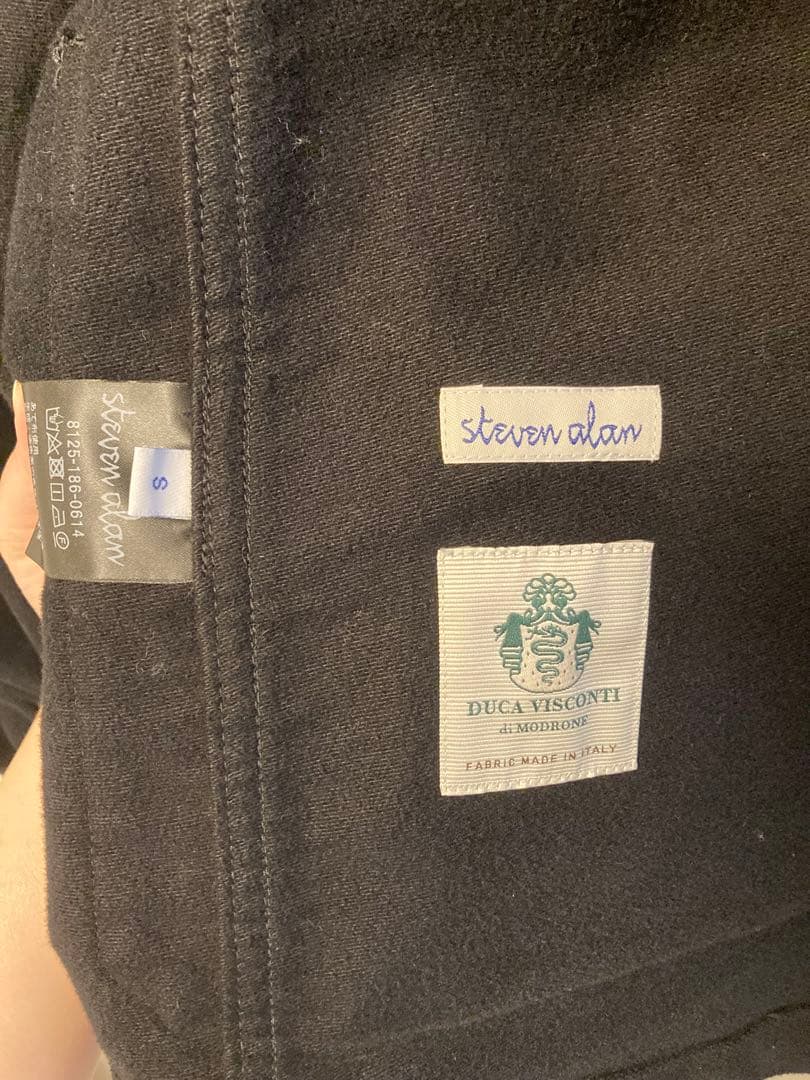 steven alan
S
8125-186-0614
steven alan
DUCA VISCONTI
di MODRONE
FABRIC MADE IN ITALY